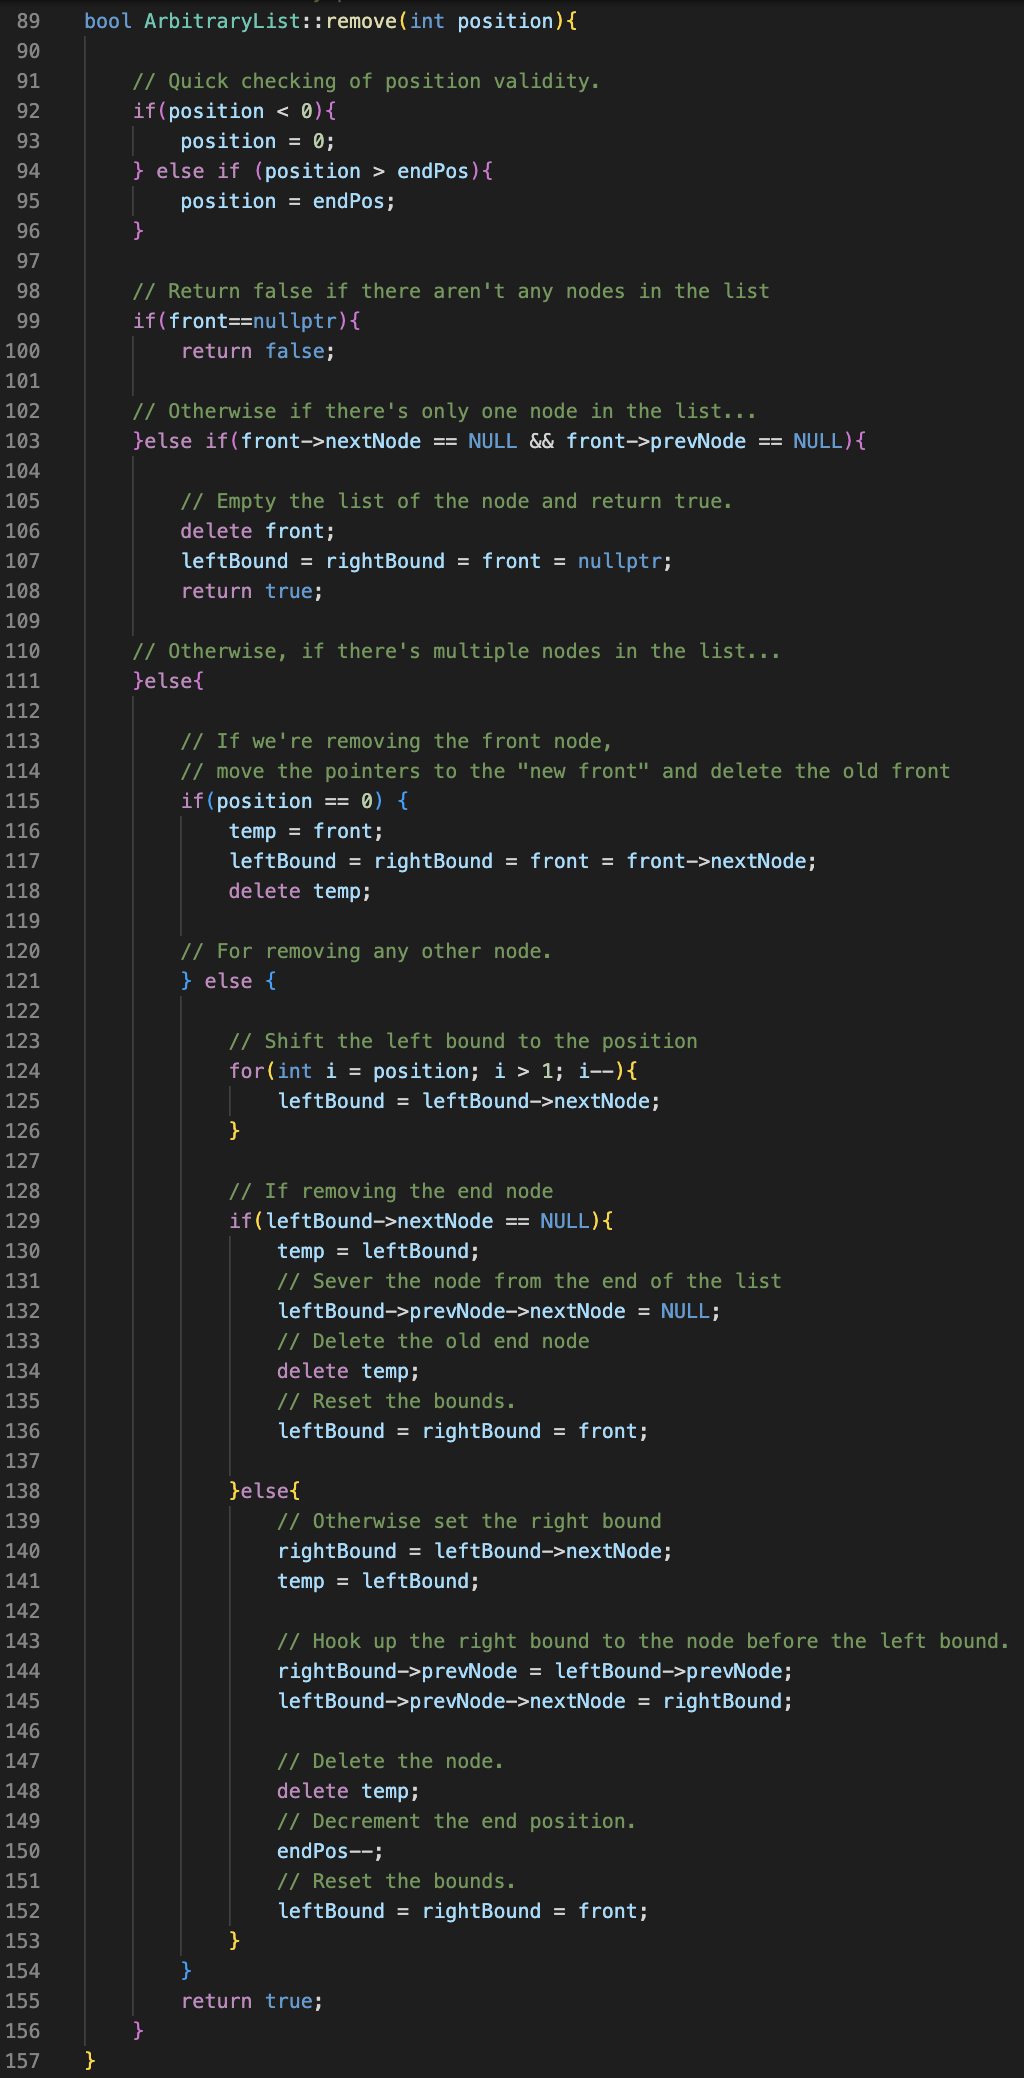 89 bool ArbitraryList::remove(int position){
90
91 // Quick checking of position validity.
92 if(position < 0){
93 position = 0;
94 } else if (position > endPos){
95 position = endPos;
96 }
97
98 // Return false if there aren't any nodes in the list
99 if(front==nullptr){
100 return false;
101
102 // Otherwise if there's only one node in the list...
103 }else if(front->nextNode == NULL && front->prevNode == NULL){
104
105 // Empty the list of the node and return true.
106 delete front;
107 leftBound = rightBound = front = nullptr;
108 return true;
109
110 // Otherwise, if there's multiple nodes in the list...
111 }else{
112
113 // If we're removing the front node,
114 // move the pointers to the "new front" and delete the old front
115 if(position == 0) {
116 temp = front;
117 leftBound = rightBound = front = front->nextNode;
118 delete temp;
119
120 // For removing any other node.
121 } else {
122
123 // Shift the left bound to the position
124 for(int i = position; i > 1; i--){
125 leftBound = leftBound->nextNode;
126 }
127
128 // If removing the end node
129 if(leftBound->nextNode == NULL){
130 temp = leftBound;
131 // Sever the node from the end of the list
132 leftBound->prevNode->nextNode = NULL;
133 // Delete the old end node
134 delete temp;
135 // Reset the bounds.
136 leftBound = rightBound = front;
137
138 }else{
139 // Otherwise set the right bound
140 rightBound = leftBound->nextNode;
141 temp = leftBound;
142
143 // Hook up the right bound to the node before the left bound.
144 rightBound->prevNode = leftBound->prevNode;
145 leftBound->prevNode->nextNode = rightBound;
146
147 // Delete the node.
148 delete temp;
149 // Decrement the end position.
150 endPos--;
151 // Reset the bounds.
152 leftBound = rightBound = front;
153 }
154 }
155 return true;
156 }
157 }